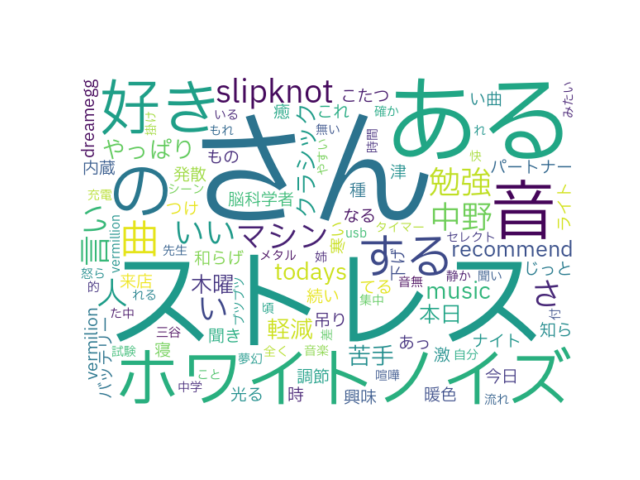 dreamegg
好き
slipknot
こたつ
ある
みたい
癒
これ
い曲
いる
もれ
無い
確か
掛け
れ
やっぱり
もの
クラシック
やすい
時間
内蔵
発散
の
さん
脳科学者
種
津
快
パートナー
勉強
音
ライト
言う
曲
いい
マシン
つけ
なる
中野
充電
シーン
usb
タイマー
vermillion
先生
メタル
姉
寒い
する
下げ
セレクト
recommend
怒ら
来店
和らげ
静か
聞い
じっと
的
人
れる
木曜
い
todays
てる
music
さ
ブツブツ
続い
集中
音無
た中
バッテリー
vermilion
三谷
軽減
吊り
本日
知ら
ストレス
聞き
頃
あっ
ナイト
試験
寝
夢幻
全く
音楽
苦手
激
自分
こと
調節
喧嘩
今日
ホワイトノイズ
中学
光る
時
興味
暖色
流れ